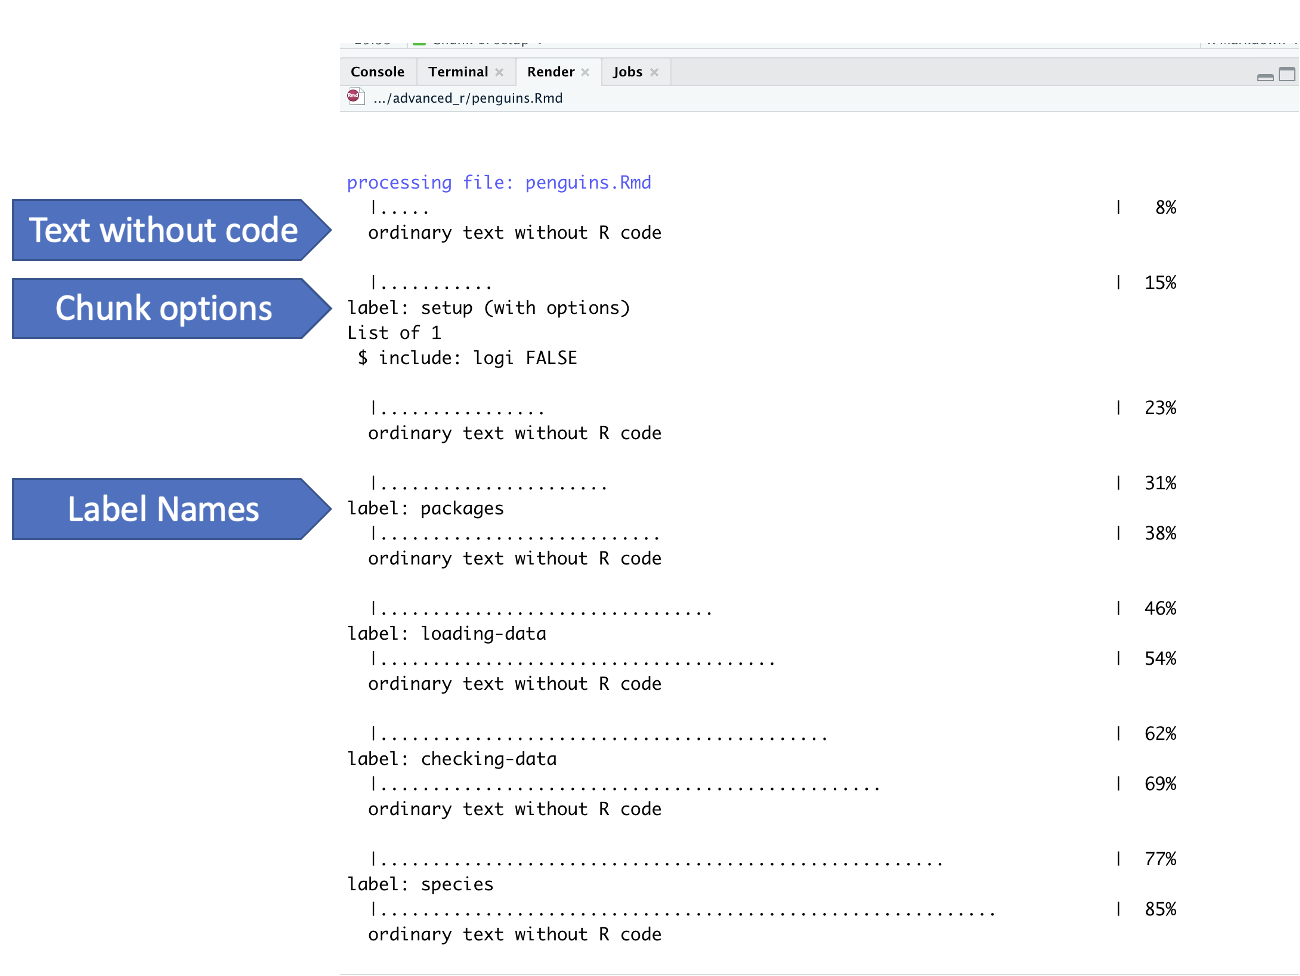 Console Terminal × Render × Jobs ×
.../advanced_r/penguins.Rmd
processing file: penguins.Rmd
|..... | 8%
Text without code
ordinary text without R code
|........... | 15%
Chunk options
label: setup (with options)
List of 1
$ include: logi FALSE
|................ | 23%
ordinary text without R code
|...................... | 31%
Label Names
label: packages
|........................... | 38%
ordinary text without R code
|................................ | 46%
label: loading-data
|...................................... | 54%
ordinary text without R code
|........................................... | 62%
label: checking-data
|................................................ | 69%
ordinary text without R code
|...................................................... | 77%
label: species
|........................................................... | 85%
ordinary text without R code